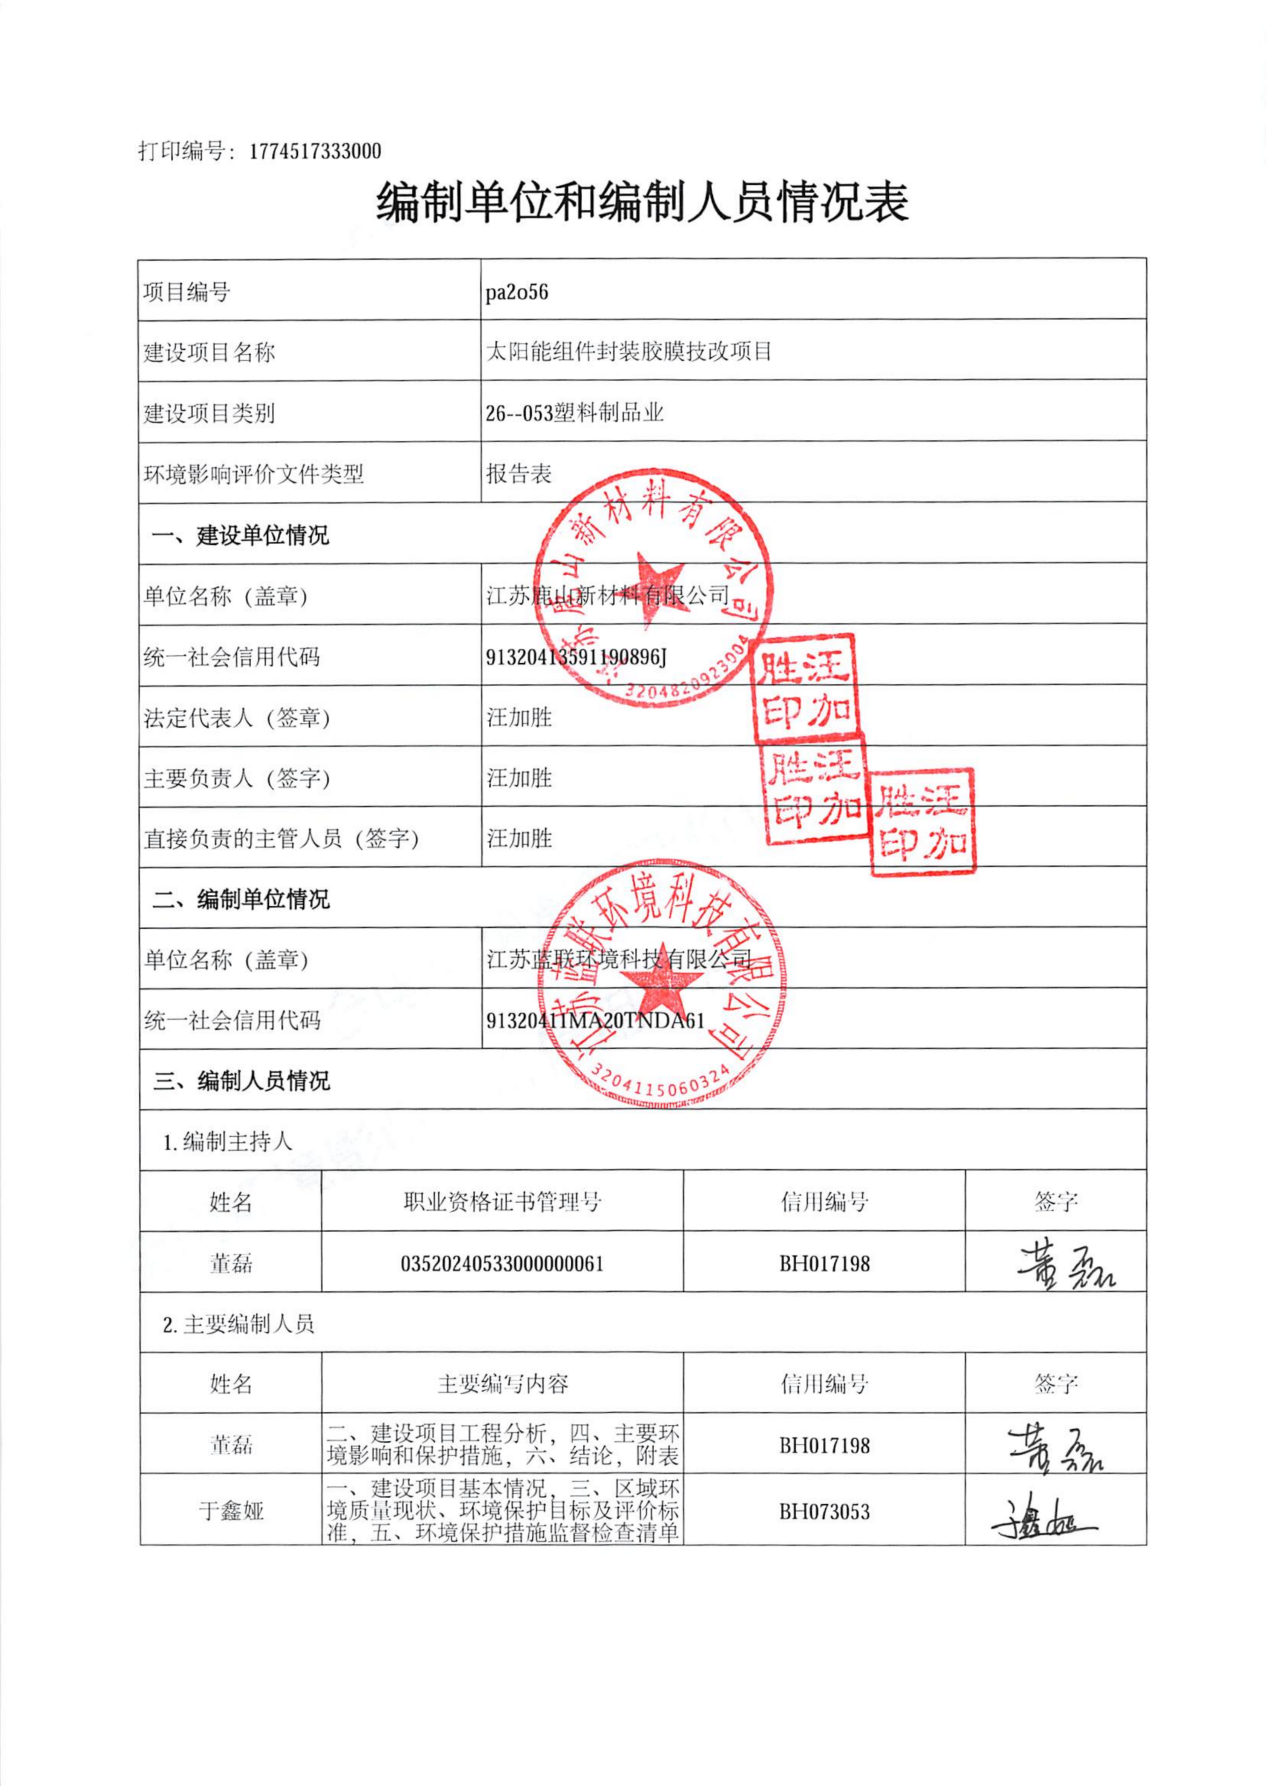 打印编号：1774517333000
编制单位和编制人员情况表
项目编号 pa2o56
建设项目名称 太阳能组件封装胶膜技改项目
建设项目类别 26--053塑料制品业
环境影响评价文件类型 报告表
一、建设单位情况
单位名称（盖章） 江苏鹿山新材料有限公司
统一社会信用代码 91320413591190896J
法定代表人（签章） 汪加胜
主要负责人（签字） 汪加胜
直接负责的主管人员（签字） 汪加胜
江苏鹿山新材料有限公司
3204820923004
汪加胜印
汪加胜印
汪加胜印
二、编制单位情况
单位名称（盖章） 江苏蓝联环境科技有限公司
统一社会信用代码 91320411MA20TNDA61
江苏蓝联环境科技有限公司
3204115060324
三、编制人员情况
1.编制主持人
姓名 职业资格证书管理号 信用编号 签字
董磊 03520240533000000061 BH017198 董磊
2.主要编制人员
姓名 主要编写内容 信用编号 签字
董磊 二、建设项目工程分析，四、主要环
境影响和保护措施，六、结论，附表 BH017198 董磊
于鑫娅 一、建设项目基本情况，三、区域环
境质量现状、环境保护目标及评价标
准，五、环境保护措施监督检查清单 BH073053 于鑫娅